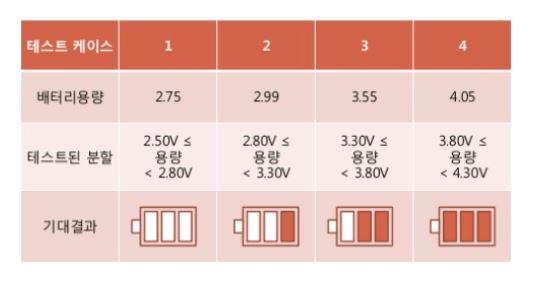 테스트 케이스 1 2 3 4
배터리용량 2.75 2.99 3.55 4.05
테스트된 분할
2.50V ≤
용량
< 2.80V
2.80V ≤
용량
< 3.30V
3.30V ≤
용량
< 3.80V
3.80V ≤
용량
< 4.30V
기대결과